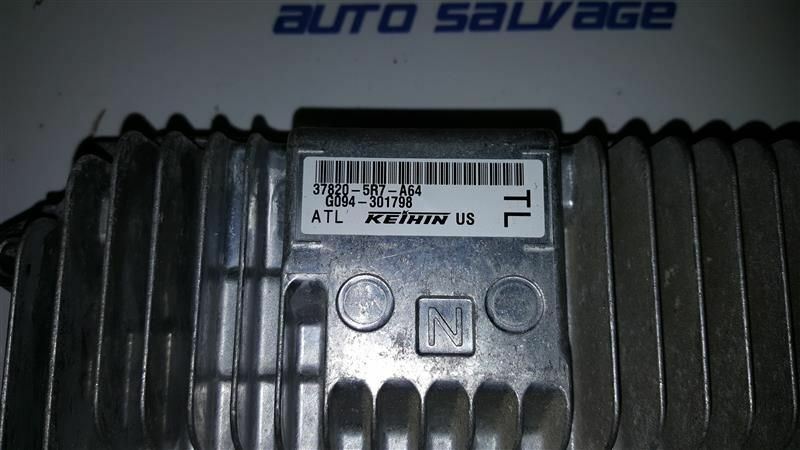 AUTO SALVAGE
37820-5R7-A64
G094-301798
ATL KEIHIN US
TL
N